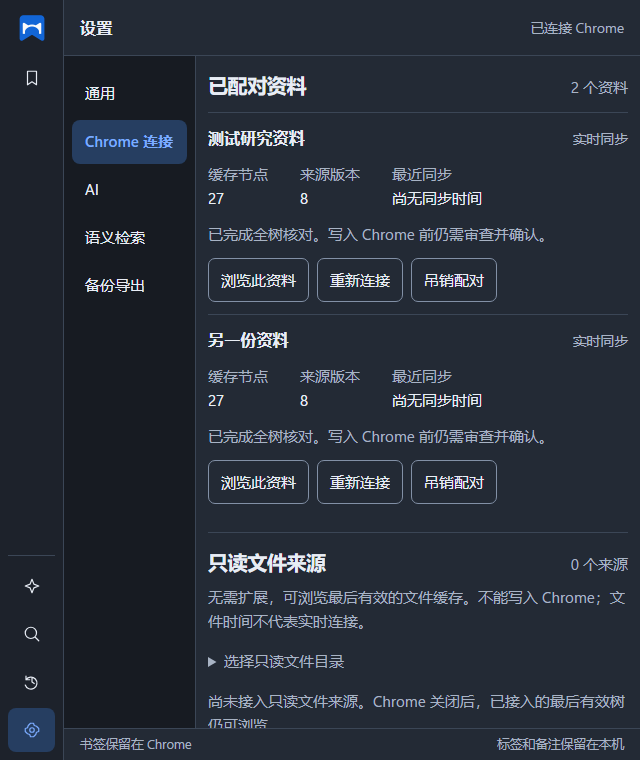 设置
已连接 Chrome
通用
Chrome 连接
AI
语义检索
备份导出
已配对资料
2 个资料
测试研究资料
实时同步
缓存节点 来源版本 最近同步
27 8 尚无同步时间
已完成全树核对。写入 Chrome 前仍需审查并确认。
浏览此资料 重新连接 吊销配对
另一份资料
实时同步
缓存节点 来源版本 最近同步
27 8 尚无同步时间
已完成全树核对。写入 Chrome 前仍需审查并确认。
浏览此资料 重新连接 吊销配对
只读文件来源
0 个来源
无需扩展，可浏览最后有效的文件缓存。不能写入 Chrome；文
件时间不代表实时连接。
选择只读文件目录
尚未接入只读文件来源。Chrome 关闭后，已接入的最后有效树
仍可浏览
书签保留在 Chrome
标签和备注保留在本机